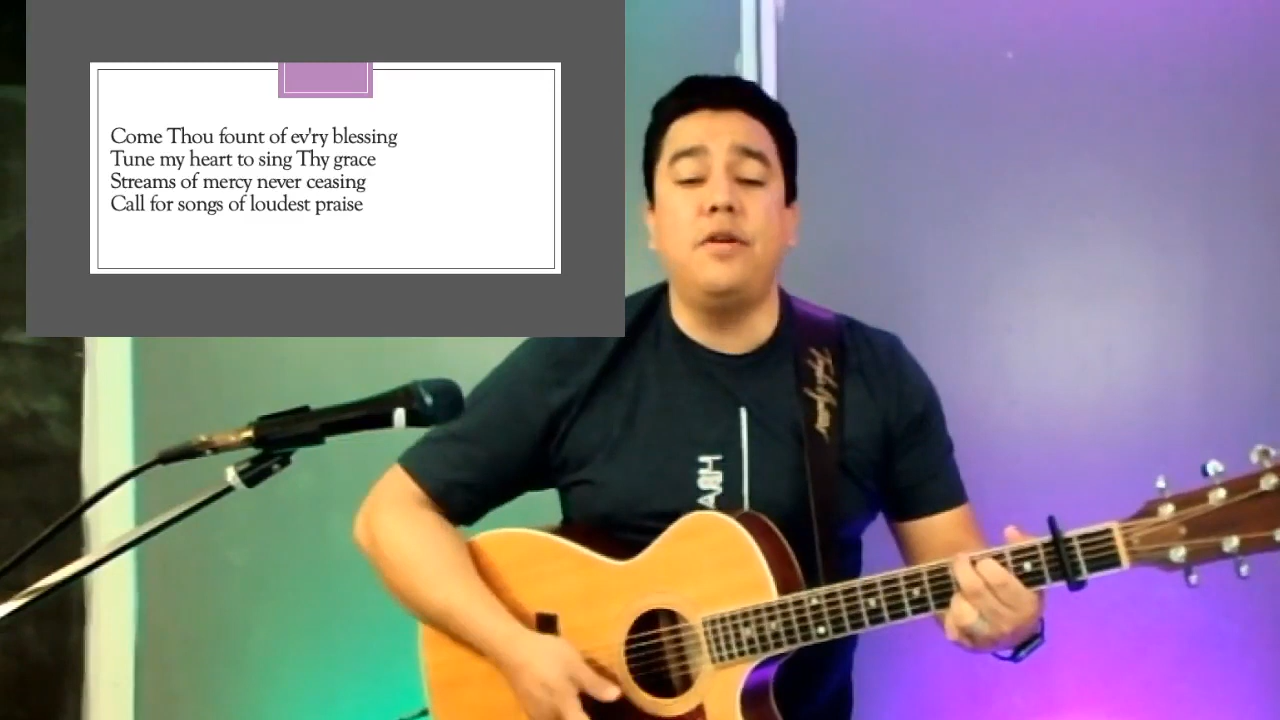 Come Thou fount of ev'ry blessing
Tune my heart to sing Thy grace
Streams of mercy never ceasing
Call for songs of loudest praise